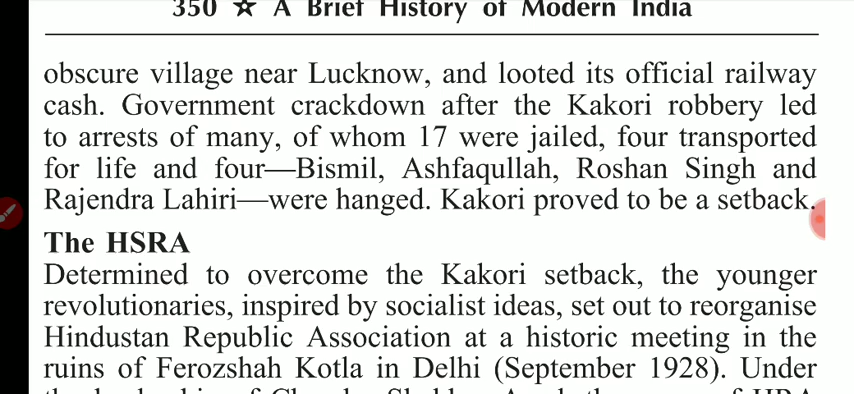 350 ☆ A Brief History of Modern India
obscure village near Lucknow, and looted its official railway
cash. Government crackdown after the Kakori robbery led
to arrests of many, of whom 17 were jailed, four transported
for life and four—Bismil, Ashfaqullah, Roshan Singh and
Rajendra Lahiri—were hanged. Kakori proved to be a setback.
The HSRA
Determined to overcome the Kakori setback, the younger
revolutionaries, inspired by socialist ideas, set out to reorganise
Hindustan Republic Association at a historic meeting in the
ruins of Ferozshah Kotla in Delhi (September 1928). Under